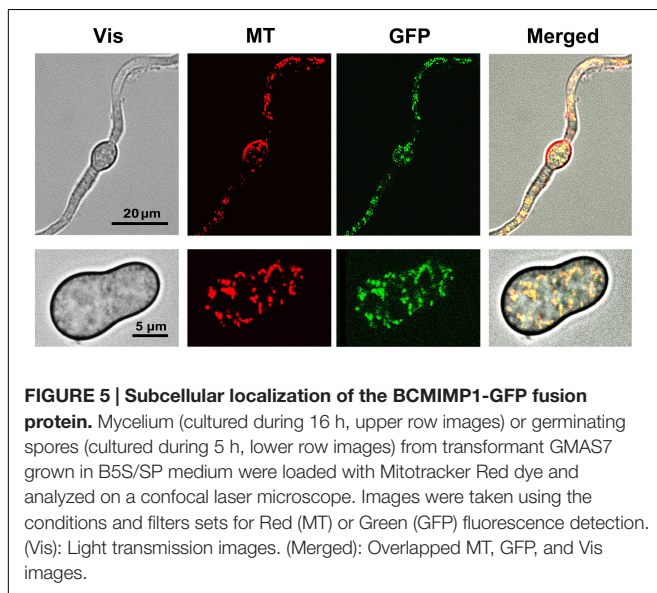 Vis MT GFP Merged
20 µm
5 µm
FIGURE 5 | Subcellular localization of the BCMIMP1-GFP fusion
protein. Mycelium (cultured during 16 h, upper row images) or germinating
spores (cultured during 5 h, lower row images) from transformant GMAS7
grown in B5S/SP medium were loaded with Mitotracker Red dye and
analyzed on a confocal laser microscope. Images were taken using the
conditions and filters sets for Red (MT) or Green (GFP) fluorescence detection.
(Vis): Light transmission images. (Merged): Overlapped MT, GFP, and Vis
images.